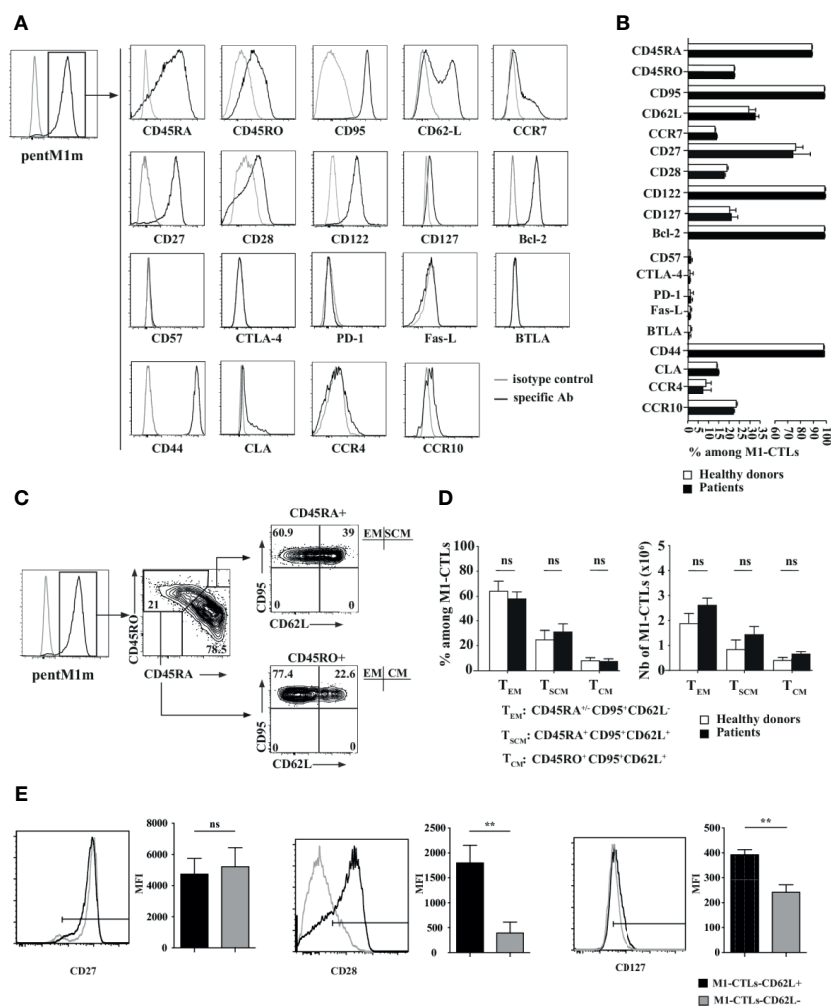 A
pentM1m
CD45RA
CD45RO
CD95
CD62-L
CCR7
CD27
CD28
CD122
CD127
Bcl-2
CD57
CTLA-4
PD-1
Fas-L
BTLA
CD44
CLA
CCR4
CCR10
isotype control
specific Ab
B
CD45RA
CD45RO
CD95
CD62L
CCR7
CD27
CD28
CD122
CD127
Bcl-2
CD57
CTLA-4
PD-1
Fas-L
BTLA
CD44
CLA
CCR4
CCR10
0 5 10 15 20 25 30 35 60 70 80 90 100
% among M1-CTLs
Healthy donors
Patients
C
pentM1m
CD45RO
21
78.5
CD45RA
CD45RA+
60.9 39
EM SCM
CD95
0 0
CD62L
CD45RO+
77.4 22.6
EM CM
CD95
0 0
CD62L
D
% among M1-CTLs
100
80
60
40
20
0
ns ns ns
TEM TSCM TCM
Nb of M1-CTLs (x10⁶)
5
4
3
2
1
0
ns ns ns
TEM TSCM TCM
TEM: CD45RA+/- CD95+CD62L-
TSCM: CD45RA+ CD95+CD62L+
TCM: CD45RO+ CD95+CD62L+
Healthy donors
Patients
E
CD27
MFI
8000
6000
4000
2000
0
ns
CD28
MFI
2500
2000
1500
1000
500
0
**
CD127
MFI
500
400
300
200
100
0
**
M1-CTLs-CD62L+
M1-CTLs-CD62L-